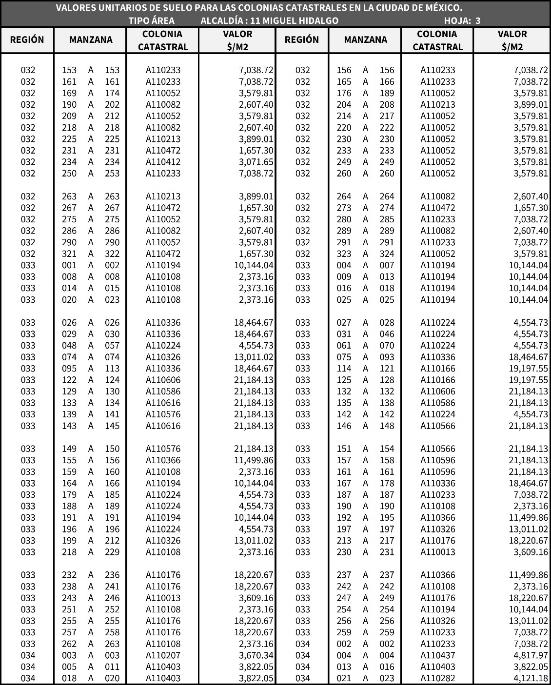 VALORES UNITARIOS DE SUELO PARA LAS COLONIAS CATASTRALES EN LA CIUDAD DE MÉXICO.
TIPO ÁREA ALCALDÍA : 11 MIGUEL HIDALGO HOJA: 3
REGIÓN MANZANA COLONIA CATASTRAL VALOR $/M2 REGIÓN MANZANA COLONIA CATASTRAL VALOR $/M2
032 153 A 153 A110233 7,038.72 032 156 A 156 A110233 7,038.72
032 161 A 161 A110233 7,038.72 032 165 A 166 A110233 7,038.72
032 169 A 174 A110052 3,579.81 032 176 A 189 A110052 3,579.81
032 190 A 202 A110082 2,607.40 032 204 A 208 A110213 3,899.01
032 209 A 212 A110052 3,579.81 032 214 A 217 A110052 3,579.81
032 218 A 218 A110082 2,607.40 032 220 A 222 A110052 3,579.81
032 225 A 225 A110213 3,899.01 032 230 A 230 A110052 3,579.81
032 231 A 231 A110472 1,657.30 032 233 A 233 A110052 3,579.81
032 234 A 234 A110412 3,071.65 032 249 A 249 A110052 3,579.81
032 250 A 253 A110233 7,038.72 032 260 A 260 A110052 3,579.81
032 263 A 263 A110213 3,899.01 032 264 A 264 A110082 2,607.40
032 267 A 267 A110472 1,657.30 032 273 A 274 A110472 1,657.30
032 275 A 275 A110052 3,579.81 032 280 A 285 A110233 7,038.72
032 286 A 286 A110082 2,607.40 032 289 A 289 A110082 2,607.40
032 290 A 290 A110052 3,579.81 032 291 A 291 A110233 7,038.72
032 321 A 322 A110472 1,657.30 032 323 A 324 A110052 3,579.81
033 001 A 002 A110194 10,144.04 033 004 A 007 A110194 10,144.04
033 008 A 008 A110108 2,373.16 033 009 A 013 A110194 10,144.04
033 014 A 015 A110108 2,373.16 033 016 A 018 A110194 10,144.04
033 020 A 023 A110108 2,373.16 033 025 A 025 A110194 10,144.04
033 026 A 026 A110336 18,464.67 033 027 A 028 A110224 4,554.73
033 029 A 030 A110336 18,464.67 033 031 A 046 A110224 4,554.73
033 048 A 057 A110224 4,554.73 033 061 A 070 A110224 4,554.73
033 074 A 074 A110326 13,011.02 033 075 A 093 A110336 18,464.67
033 095 A 113 A110336 18,464.67 033 114 A 121 A110166 19,197.55
033 122 A 124 A110606 21,184.13 033 125 A 128 A110166 19,197.55
033 129 A 130 A110586 21,184.13 033 132 A 132 A110606 21,184.13
033 133 A 134 A110616 21,184.13 033 135 A 138 A110586 21,184.13
033 139 A 141 A110576 21,184.13 033 142 A 142 A110224 4,554.73
033 143 A 145 A110616 21,184.13 033 146 A 148 A110566 21,184.13
033 149 A 150 A110576 21,184.13 033 151 A 154 A110566 21,184.13
033 155 A 156 A110366 11,499.86 033 157 A 158 A110596 21,184.13
033 159 A 160 A110108 2,373.16 033 161 A 161 A110596 21,184.13
033 164 A 166 A110194 10,144.04 033 167 A 178 A110336 18,464.67
033 179 A 185 A110224 4,554.73 033 187 A 187 A110233 7,038.72
033 188 A 189 A110224 4,554.73 033 190 A 190 A110108 2,373.16
033 191 A 191 A110194 10,144.04 033 192 A 195 A110366 11,499.86
033 196 A 196 A110224 4,554.73 033 197 A 197 A110326 13,011.02
033 199 A 212 A110326 13,011.02 033 213 A 217 A110176 18,220.67
033 218 A 229 A110108 2,373.16 033 230 A 231 A110013 3,609.16
033 232 A 236 A110176 18,220.67 033 237 A 237 A110366 11,499.86
033 238 A 241 A110176 18,220.67 033 242 A 242 A110108 2,373.16
033 243 A 246 A110013 3,609.16 033 247 A 249 A110176 18,220.67
033 251 A 252 A110108 2,373.16 033 254 A 254 A110194 10,144.04
033 255 A 255 A110176 18,220.67 033 256 A 256 A110326 13,011.02
033 257 A 258 A110176 18,220.67 033 259 A 259 A110233 7,038.72
033 262 A 263 A110108 2,373.16 034 002 A 002 A110233 7,038.72
034 003 A 003 A110207 3,670.34 034 004 A 004 A110437 4,817.97
034 005 A 011 A110403 3,822.05 034 013 A 016 A110403 3,822.05
034 018 A 020 A110403 3,822.05 034 021 A 023 A110282 4,121.18